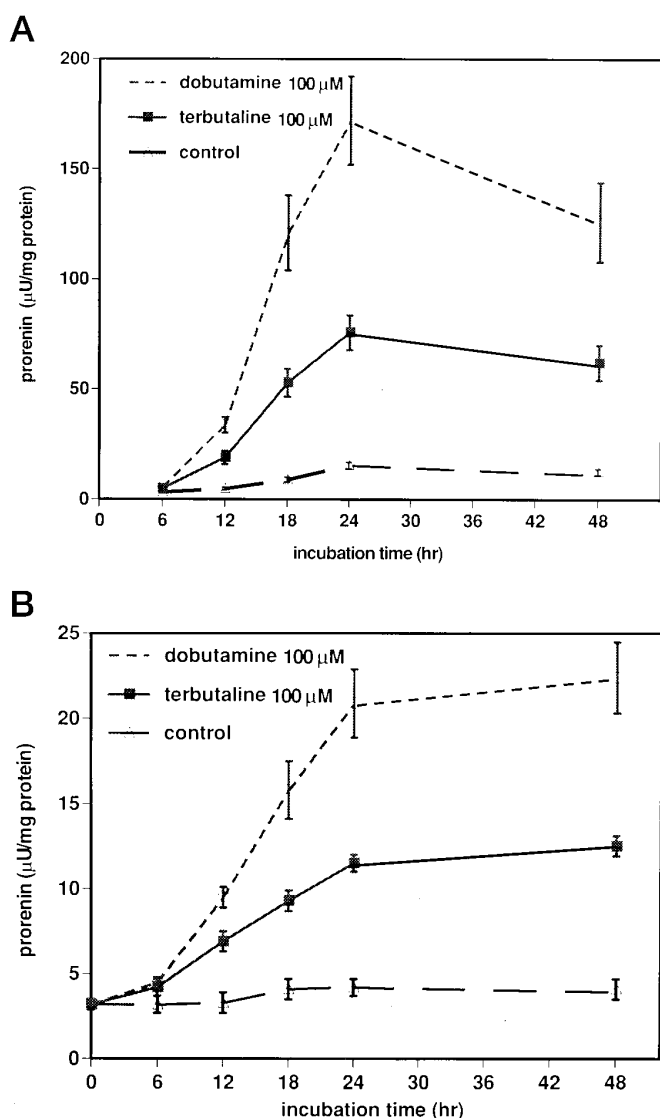 A
200
150
100
50
0
prorenin (μU/mg protein)
dobutamine 100 μM
terbutaline 100 μM
control
0 6 12 18 24 30 36 42 48
incubation time (hr)
B
25
20
15
10
5
0
prorenin (μU/mg protein)
dobutamine 100 μM
terbutaline 100 μM
control
0 6 12 18 24 30 36 42 48
incubation time (hr)